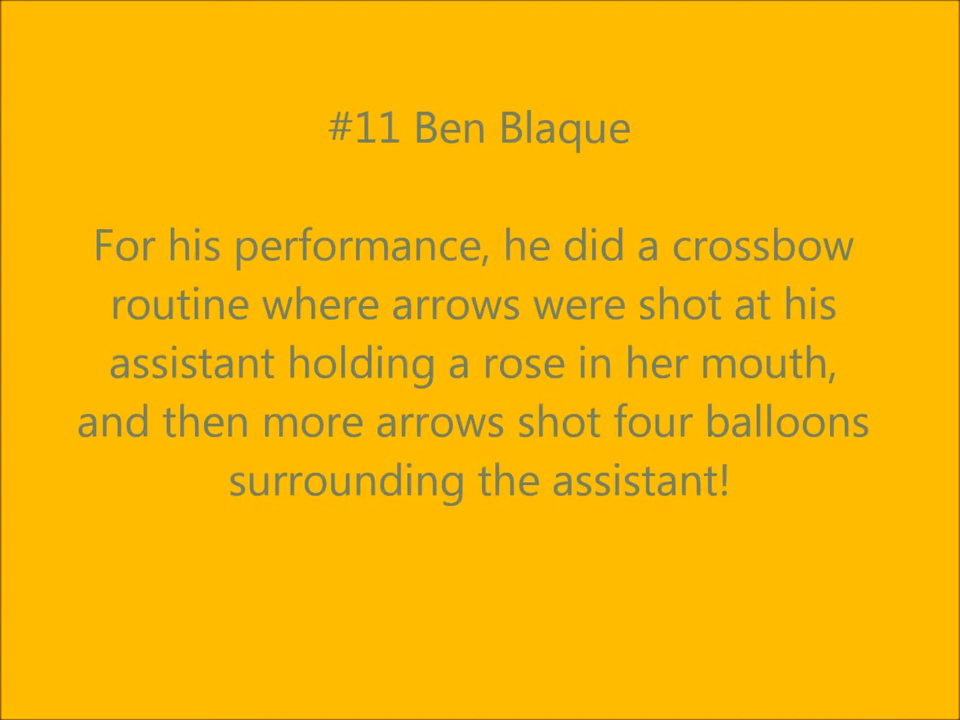 #11 Ben Blaque
For his performance, he did a crossbow
routine where arrows were shot at his
assistant holding a rose in her mouth,
and then more arrows shot four balloons
surrounding the assistant!